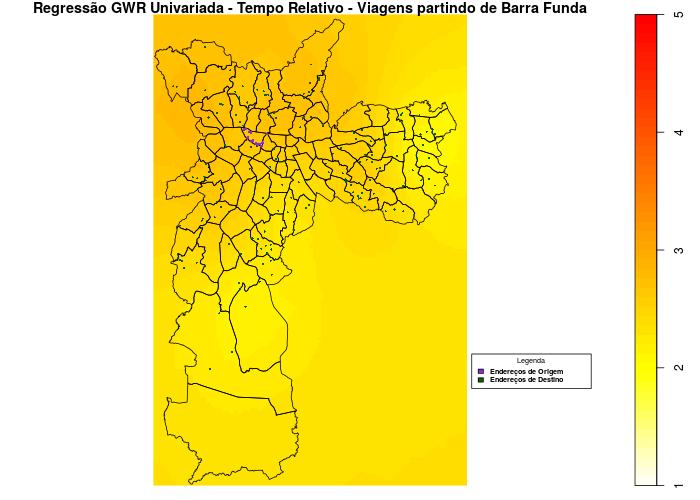 Regressão GWR Univariada - Tempo Relativo - Viagens partindo de Barra Funda
5
4
3
2
1
Legenda
Endereços de Origem
Endereços de Destino